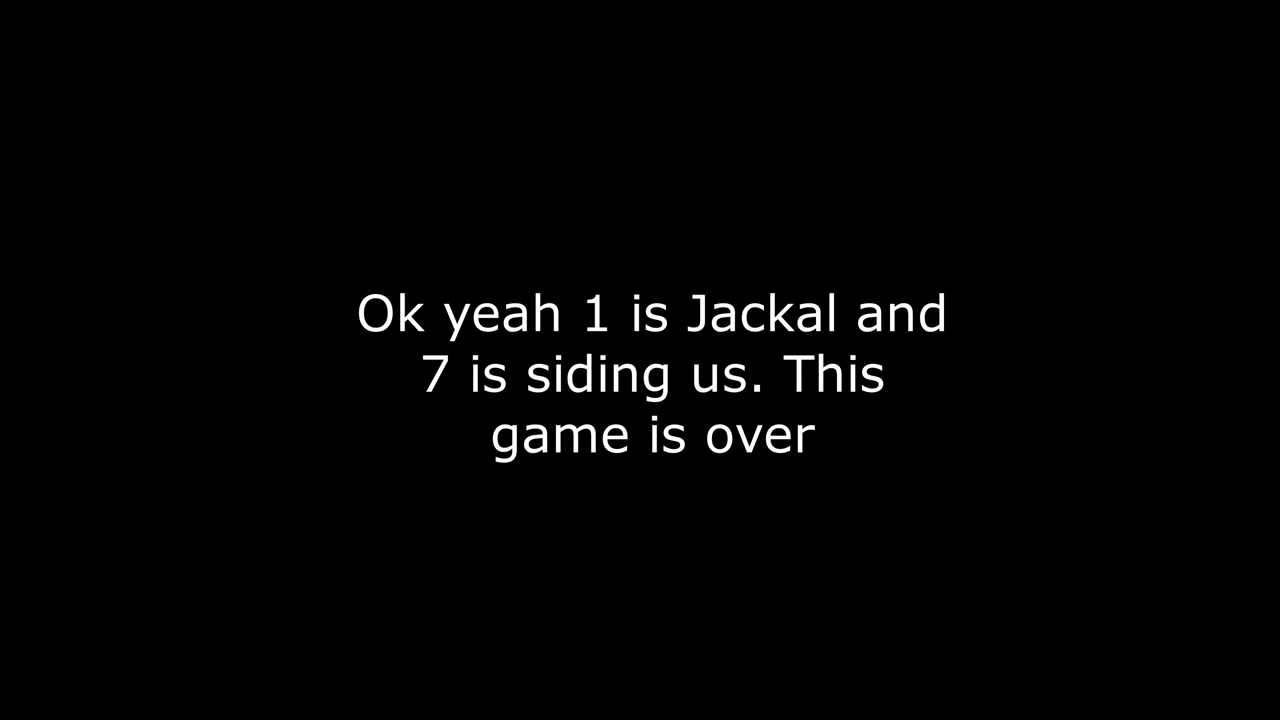 Ok yeah 1 is Jackal and
7 is siding us. This
game is over